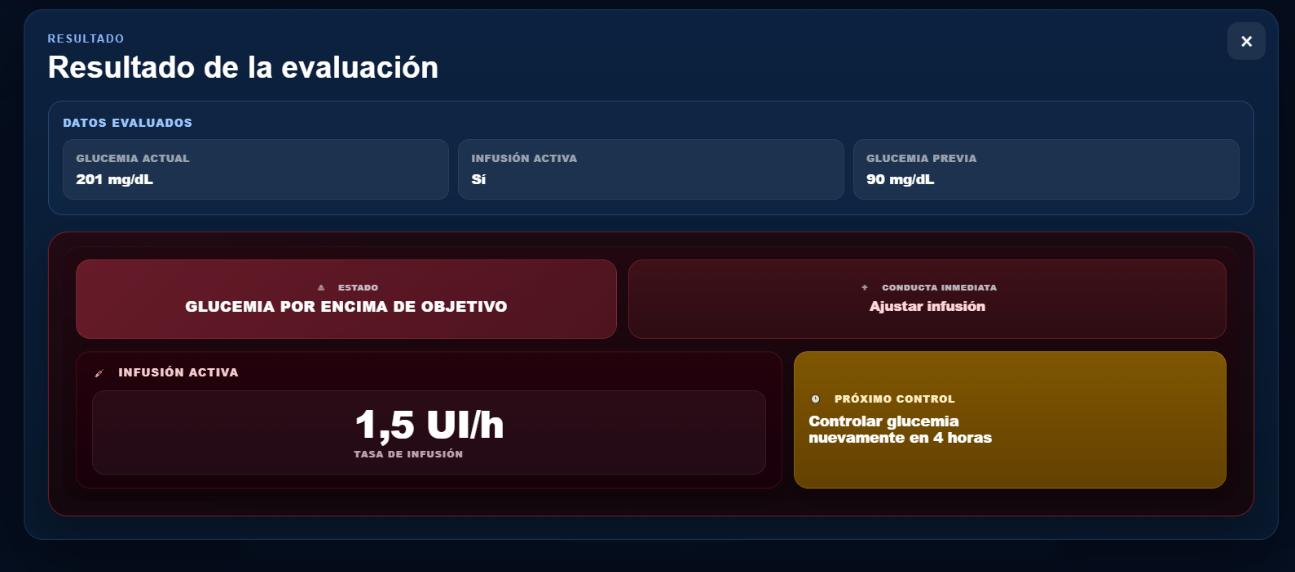 RESULTADO
Resultado de la evaluación
×
DATOS EVALUADOS
GLUCEMIA ACTUAL
201 mg/dL
INFUSIÓN ACTIVA
Sí
GLUCEMIA PREVIA
90 mg/dL
ESTADO
GLUCEMIA POR ENCIMA DE OBJETIVO
CONDUCTA INMEDIATA
Ajustar infusión
INFUSIÓN ACTIVA
1,5 UI/h
TASA DE INFUSIÓN
PRÓXIMO CONTROL
Controlar glucemia
nuevamente en 4 horas